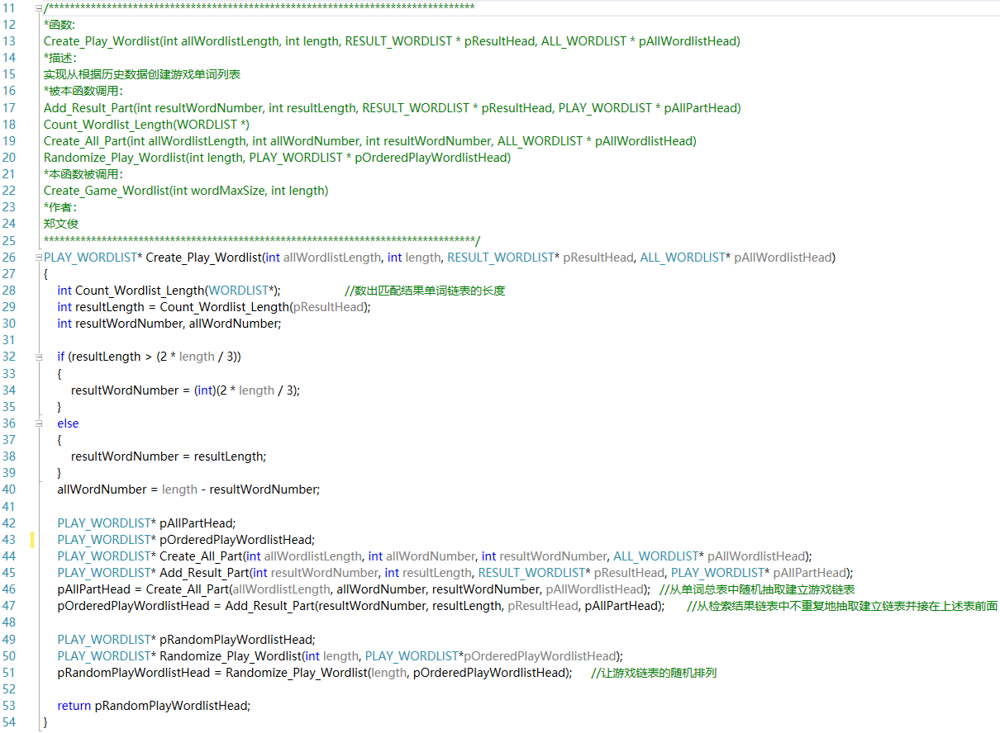 11 /*********************************************************************************
12 *函数:
13 Create_Play_Wordlist(int allWordlistLength, int length, RESULT_WORDLIST * pResultHead, ALL_WORDLIST * pAllWordlistHead)
14 *描述:
15 实现从根据历史数据创建游戏单词列表
16 *被本函数调用:
17 Add_Result_Part(int resultWordNumber, int resultLength, RESULT_WORDLIST * pResultHead, PLAY_WORDLIST * pAllPartHead)
18 Count_Wordlist_Length(WORDLIST *)
19 Create_All_Part(int allWordlistLength, int allWordNumber, int resultWordNumber, ALL_WORDLIST * pAllWordlistHead)
20 Randomize_Play_Wordlist(int length, PLAY_WORDLIST * pOrderedPlayWordlistHead)
21 *本函数被调用:
22 Create_Game_Wordlist(int wordMaxSize, int length)
23 *作者:
24 郑文俊
25 *********************************************************************************/
26 PLAY_WORDLIST* Create_Play_Wordlist(int allWordlistLength, int length, RESULT_WORDLIST* pResultHead, ALL_WORDLIST* pAllWordlistHead)
27 {
28 int Count_Wordlist_Length(WORDLIST*); //数出匹配结果单词链表的长度
29 int resultLength = Count_Wordlist_Length(pResultHead);
30 int resultWordNumber, allWordNumber;
31
32 if (resultLength > (2 * length / 3))
33 {
34 resultWordNumber = (int)(2 * length / 3);
35 }
36 else
37 {
38 resultWordNumber = resultLength;
39 }
40 allWordNumber = length - resultWordNumber;
41
42 PLAY_WORDLIST* pAllPartHead;
43 PLAY_WORDLIST* pOrderedPlayWordlistHead;
44 PLAY_WORDLIST* Create_All_Part(int allWordlistLength, int allWordNumber, int resultWordNumber, ALL_WORDLIST* pAllWordlistHead);
45 PLAY_WORDLIST* Add_Result_Part(int resultWordNumber, int resultLength, RESULT_WORDLIST* pResultHead, PLAY_WORDLIST* pAllPartHead);
46 pAllPartHead = Create_All_Part(allWordlistLength, allWordNumber, resultWordNumber, pAllWordlistHead); //从单词总表中随机抽取建立游戏链表
47 pOrderedPlayWordlistHead = Add_Result_Part(resultWordNumber, resultLength, pResultHead, pAllPartHead); //从检索结果链表中不重复地抽取建立链表并接在上述表前面
48
49 PLAY_WORDLIST* pRandomPlayWordlistHead;
50 PLAY_WORDLIST* Randomize_Play_Wordlist(int length, PLAY_WORDLIST*pOrderedPlayWordlistHead);
51 pRandomPlayWordlistHead = Randomize_Play_Wordlist(length, pOrderedPlayWordlistHead); //让游戏链表的随机排列
52
53 return pRandomPlayWordlistHead;
54 }